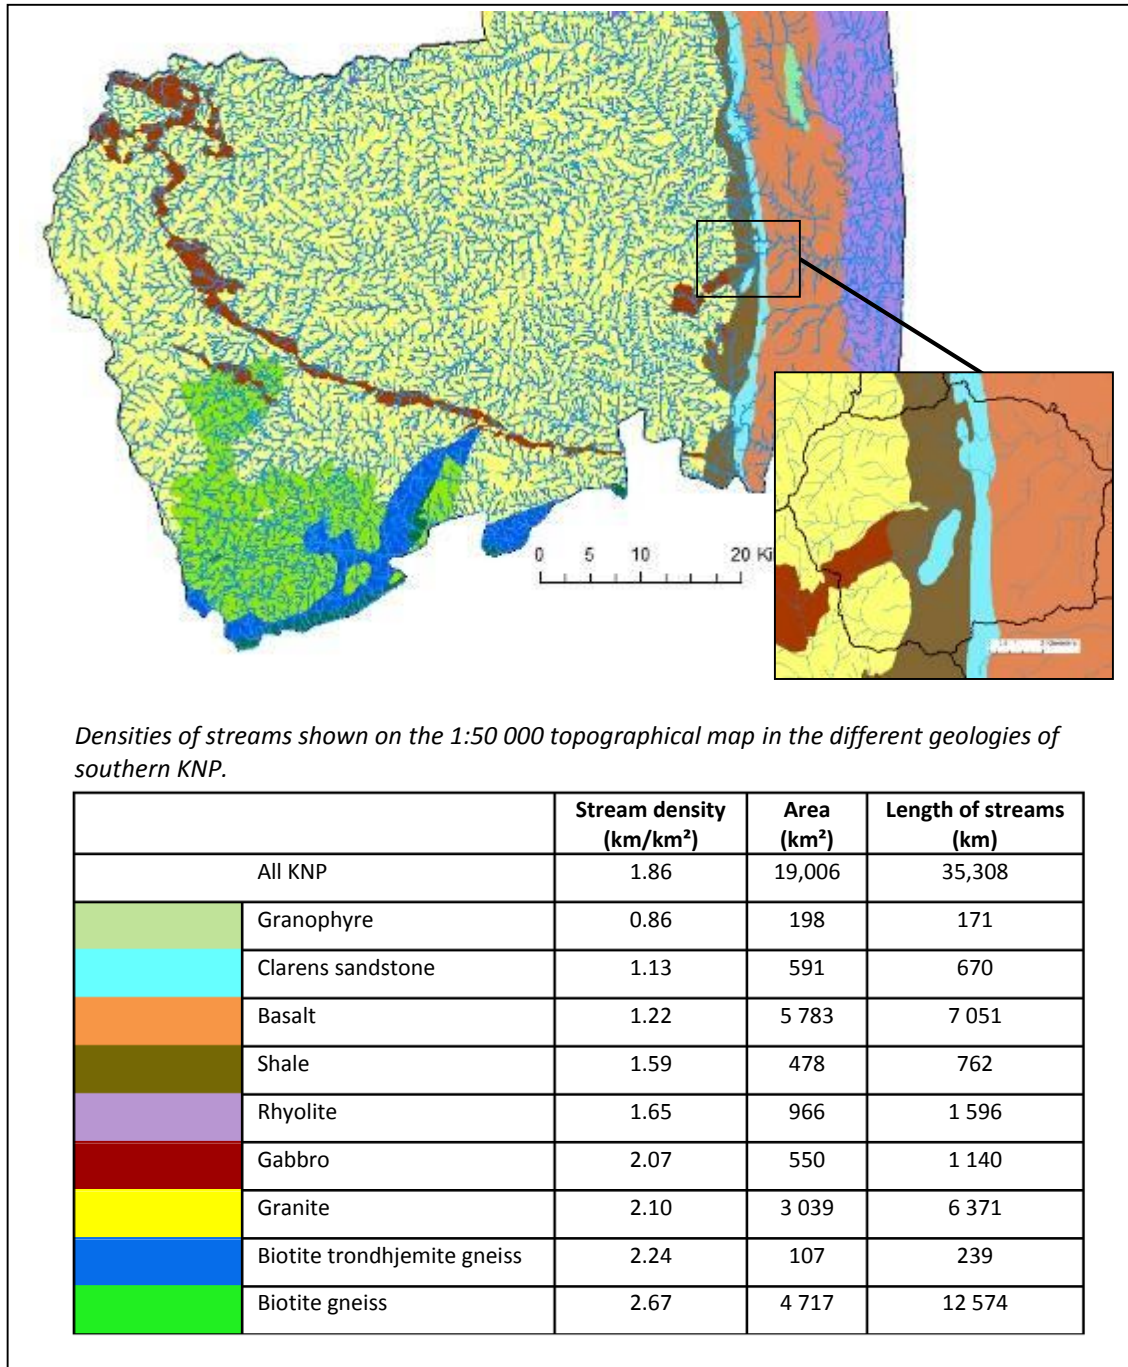 0 5 10 20 Ki
Densities of streams shown on the 1:50 000 topographical map in the different geologies of
southern KNP.
Stream density (km/km²) Area (km²) Length of streams (km)
All KNP 1.86 19,006 35,308
Granophyre 0.86 198 171
Clarens sandstone 1.13 591 670
Basalt 1.22 5 783 7 051
Shale 1.59 478 762
Rhyolite 1.65 966 1 596
Gabbro 2.07 550 1 140
Granite 2.10 3 039 6 371
Biotite trondhjemite gneiss 2.24 107 239
Biotite gneiss 2.67 4 717 12 574